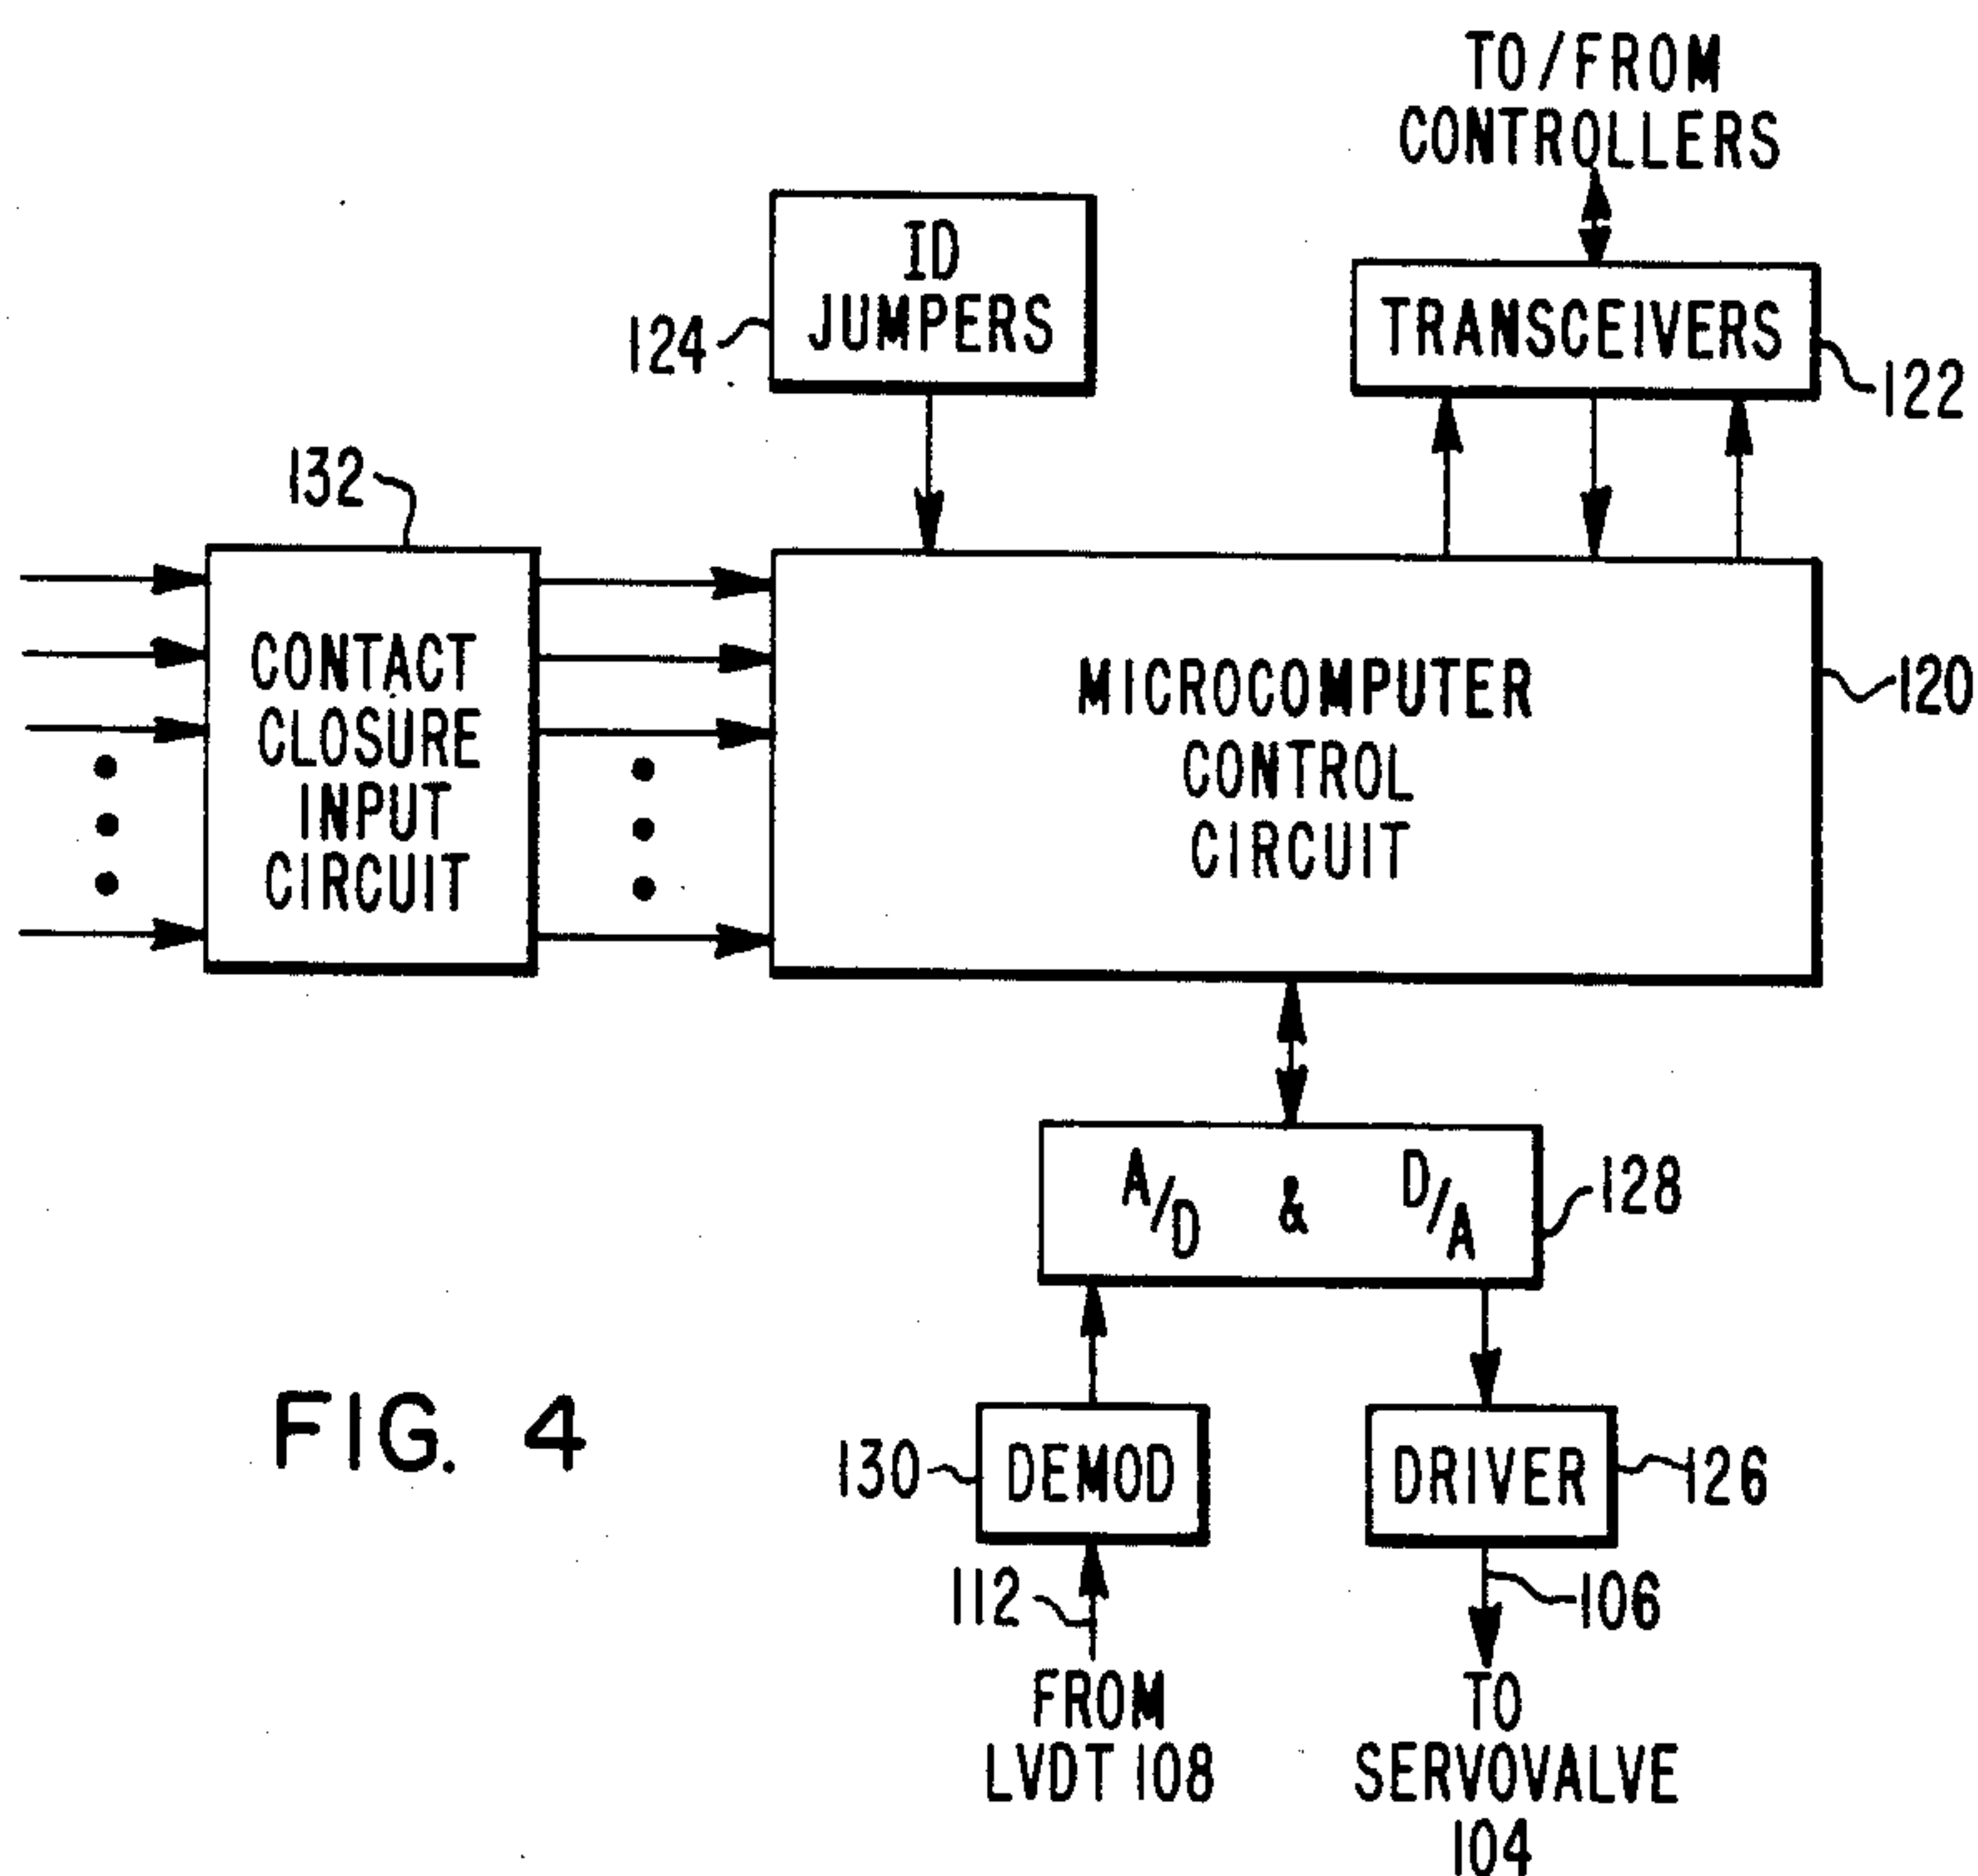 TO/FROM
CONTROLLERS
ID
JUMPERS
124
TRANSCEIVERS
122
132
CONTACT
CLOSURE
INPUT
CIRCUIT
MICROCOMPUTER
CONTROL
CIRCUIT
120
A/D & D/A
128
FIG. 4
130
DEMOD
DRIVER
126
112
106
FROM
LVDT 108
TO
SERVOVALVE
104